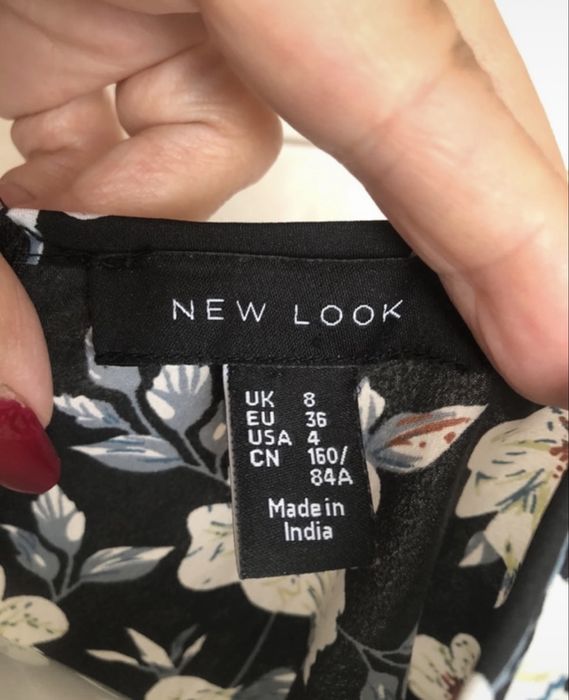 NEW LOOK
UK 8
EU 36
USA 4
CN 160/
84A
Made in
India